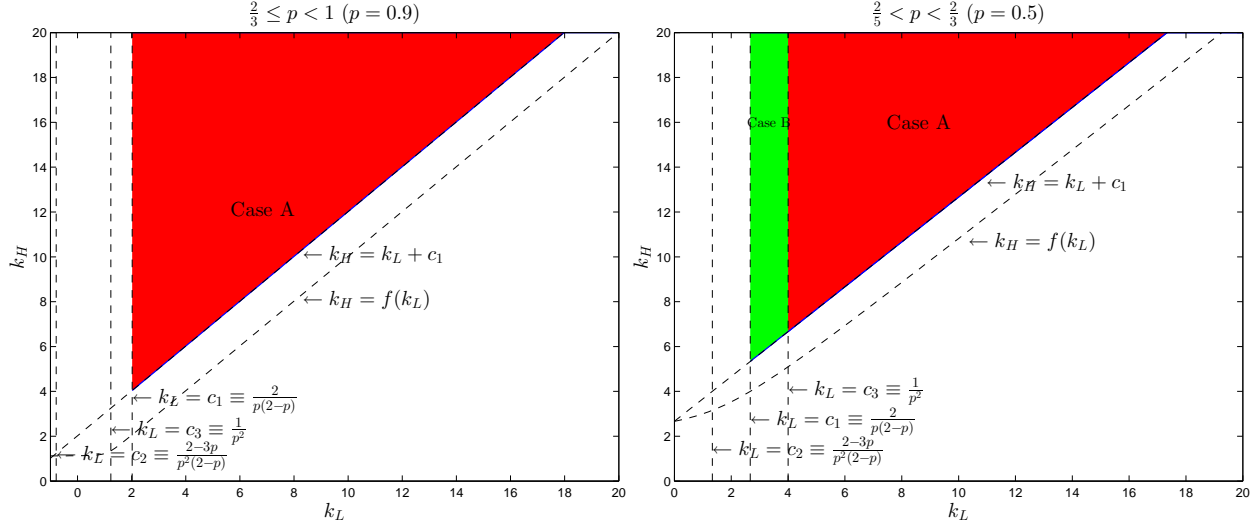 2/3 ≤ p < 1 (p = 0.9)
20
18
16
14
12
10
8
6
4
2
0
k_H
Case A
← k_H = k_L + c_1
← k_H = f(k_L)
← k_L = c_1 ≡ 2/(p(2−p))
← k_L = c_3 ≡ 1/p²
← k_L = c_2 ≡ (2−3p)/(p²(2−p))
0 2 4 6 8 10 12 14 16 18 20
k_L
2/5 < p < 2/3 (p = 0.5)
20
18
16
14
12
10
8
6
4
2
0
k_H
Case B
Case A
← k_H = k_L + c_1
← k_H = f(k_L)
← k_L = c_3 ≡ 1/p²
← k_L = c_1 ≡ 2/(p(2−p))
← k_L = c_2 ≡ (2−3p)/(p²(2−p))
0 2 4 6 8 10 12 14 16 18 20
k_L